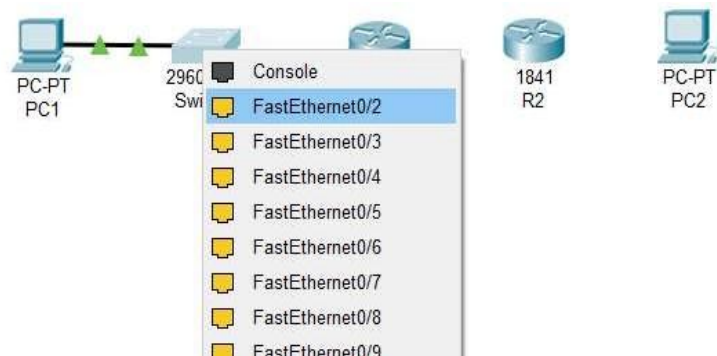 PC-PT
PC1
2960
Swi
1841
R2
PC-PT
PC2
Console
FastEthernet0/2
FastEthernet0/3
FastEthernet0/4
FastEthernet0/5
FastEthernet0/6
FastEthernet0/7
FastEthernet0/8
FastEthernet0/9